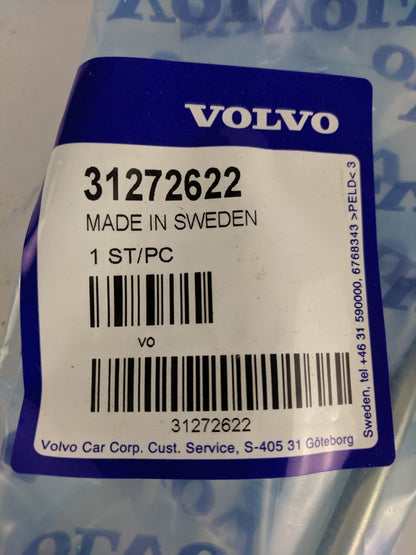 VOLVO
31272622
MADE IN SWEDEN
1 ST/PC
VO
31272622
Volvo Car Corp. Cust. Service, S-405 31 Göteborg
Sweden, tel +46 31 590000, 6768343 >PELD< 3